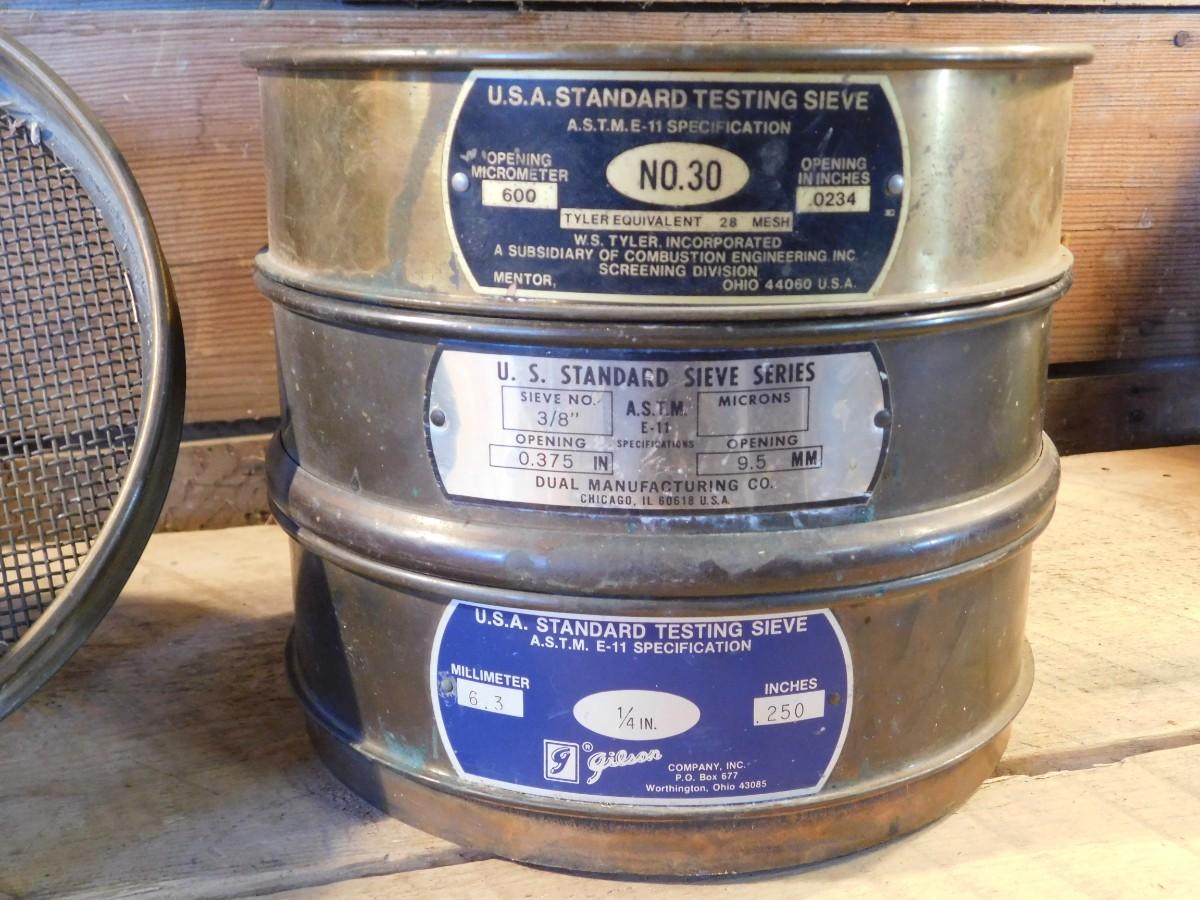 U.S.A. STANDARD TESTING SIEVE
A.S.T.M. E-11 SPECIFICATION
OPENING
MICROMETER
600
NO.30
OPENING
IN INCHES
.0234
TYLER EQUIVALENT 28 MESH
W.S. TYLER, INCORPORATED
A SUBSIDIARY OF COMBUSTION ENGINEERING, INC.
SCREENING DIVISION
MENTOR, OHIO 44060 U.S.A.
U. S. STANDARD SIEVE SERIES
SIEVE NO.
3/8"
A.S.T.M.
E-11
SPECIFICATIONS
MICRONS
OPENING
0.375 IN
OPENING
9.5 MM
DUAL MANUFACTURING CO.
CHICAGO, IL 60618 U.S.A.
U.S.A. STANDARD TESTING SIEVE
A.S.T.M. E-11 SPECIFICATION
MILLIMETER
6.3
1/4 IN.
INCHES
.250
G ® Gilson
COMPANY, INC.
P.O. Box 677
Worthington, Ohio 43085